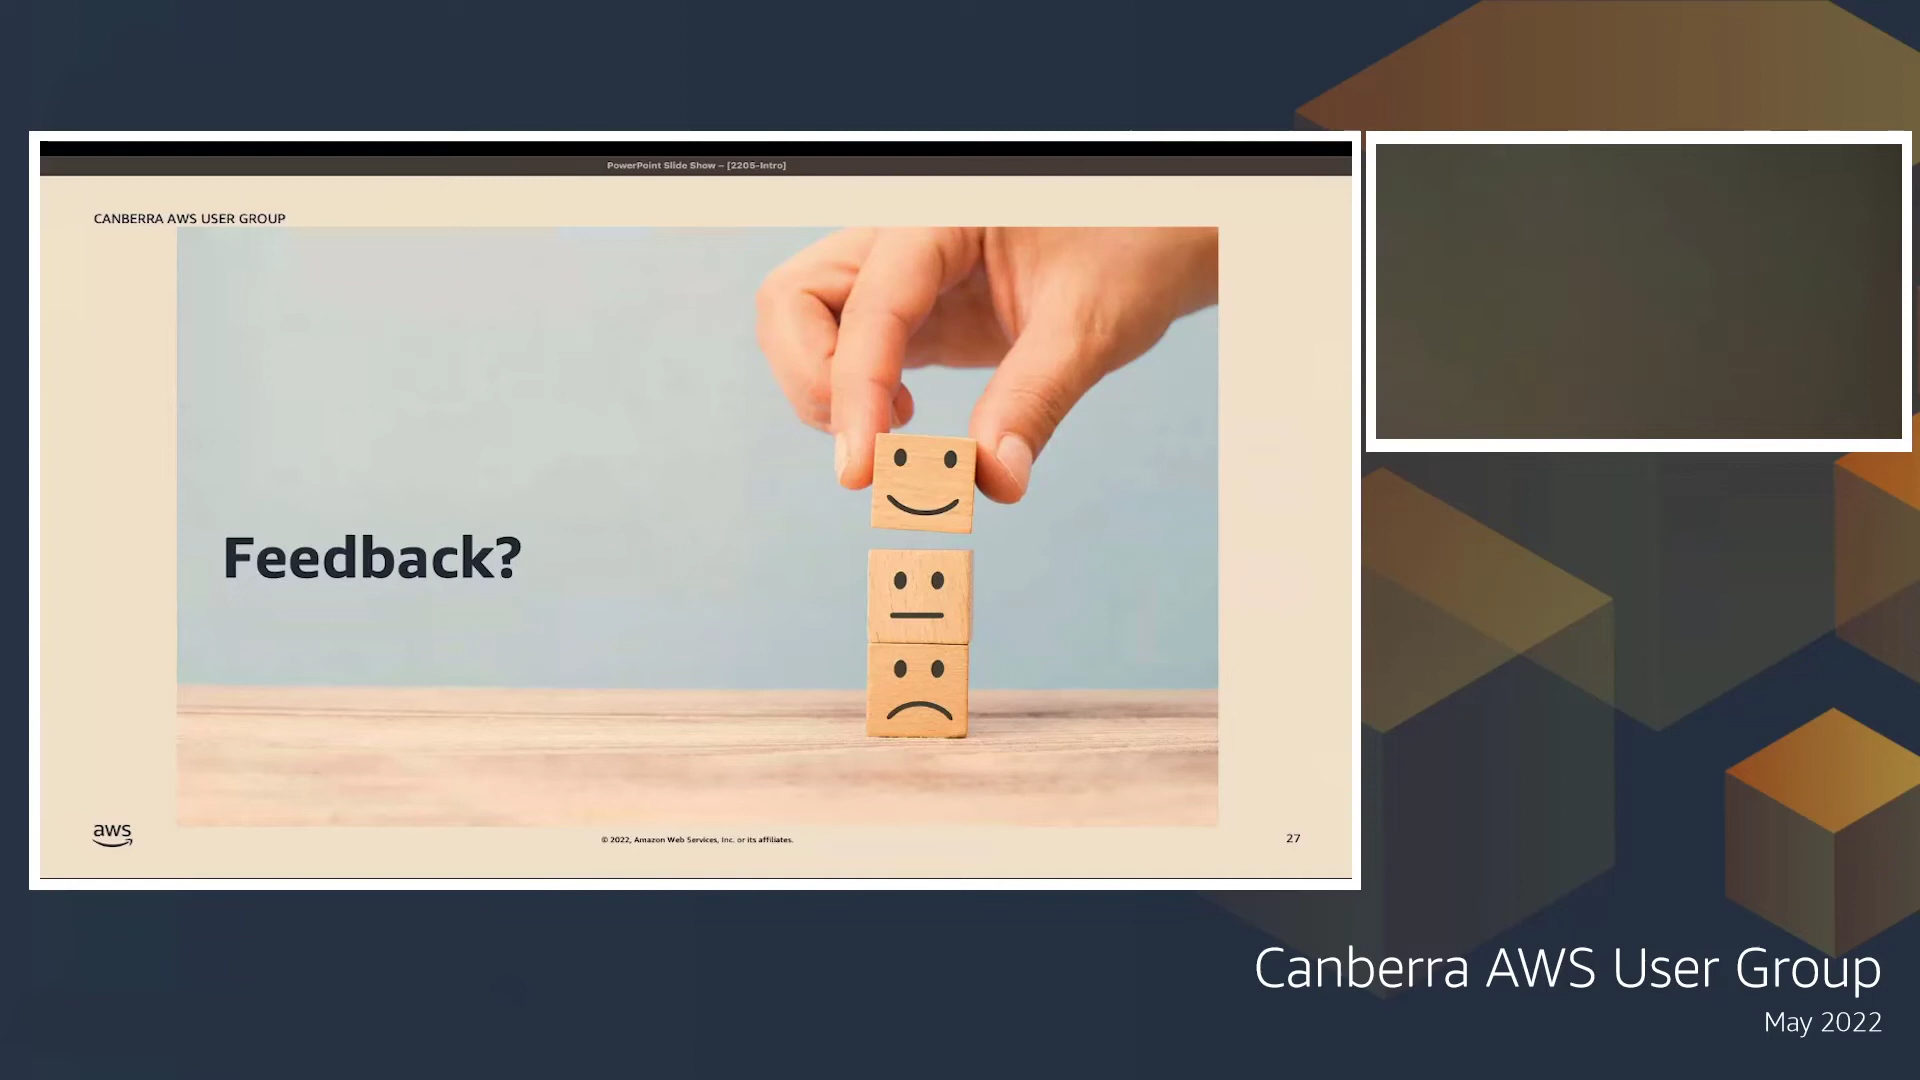 PowerPoint Slide Show – [2205-Intro]
CANBERRA AWS USER GROUP
Feedback?
aws
© 2022, Amazon Web Services, Inc. or its affiliates.
27
Canberra AWS User Group
May 2022